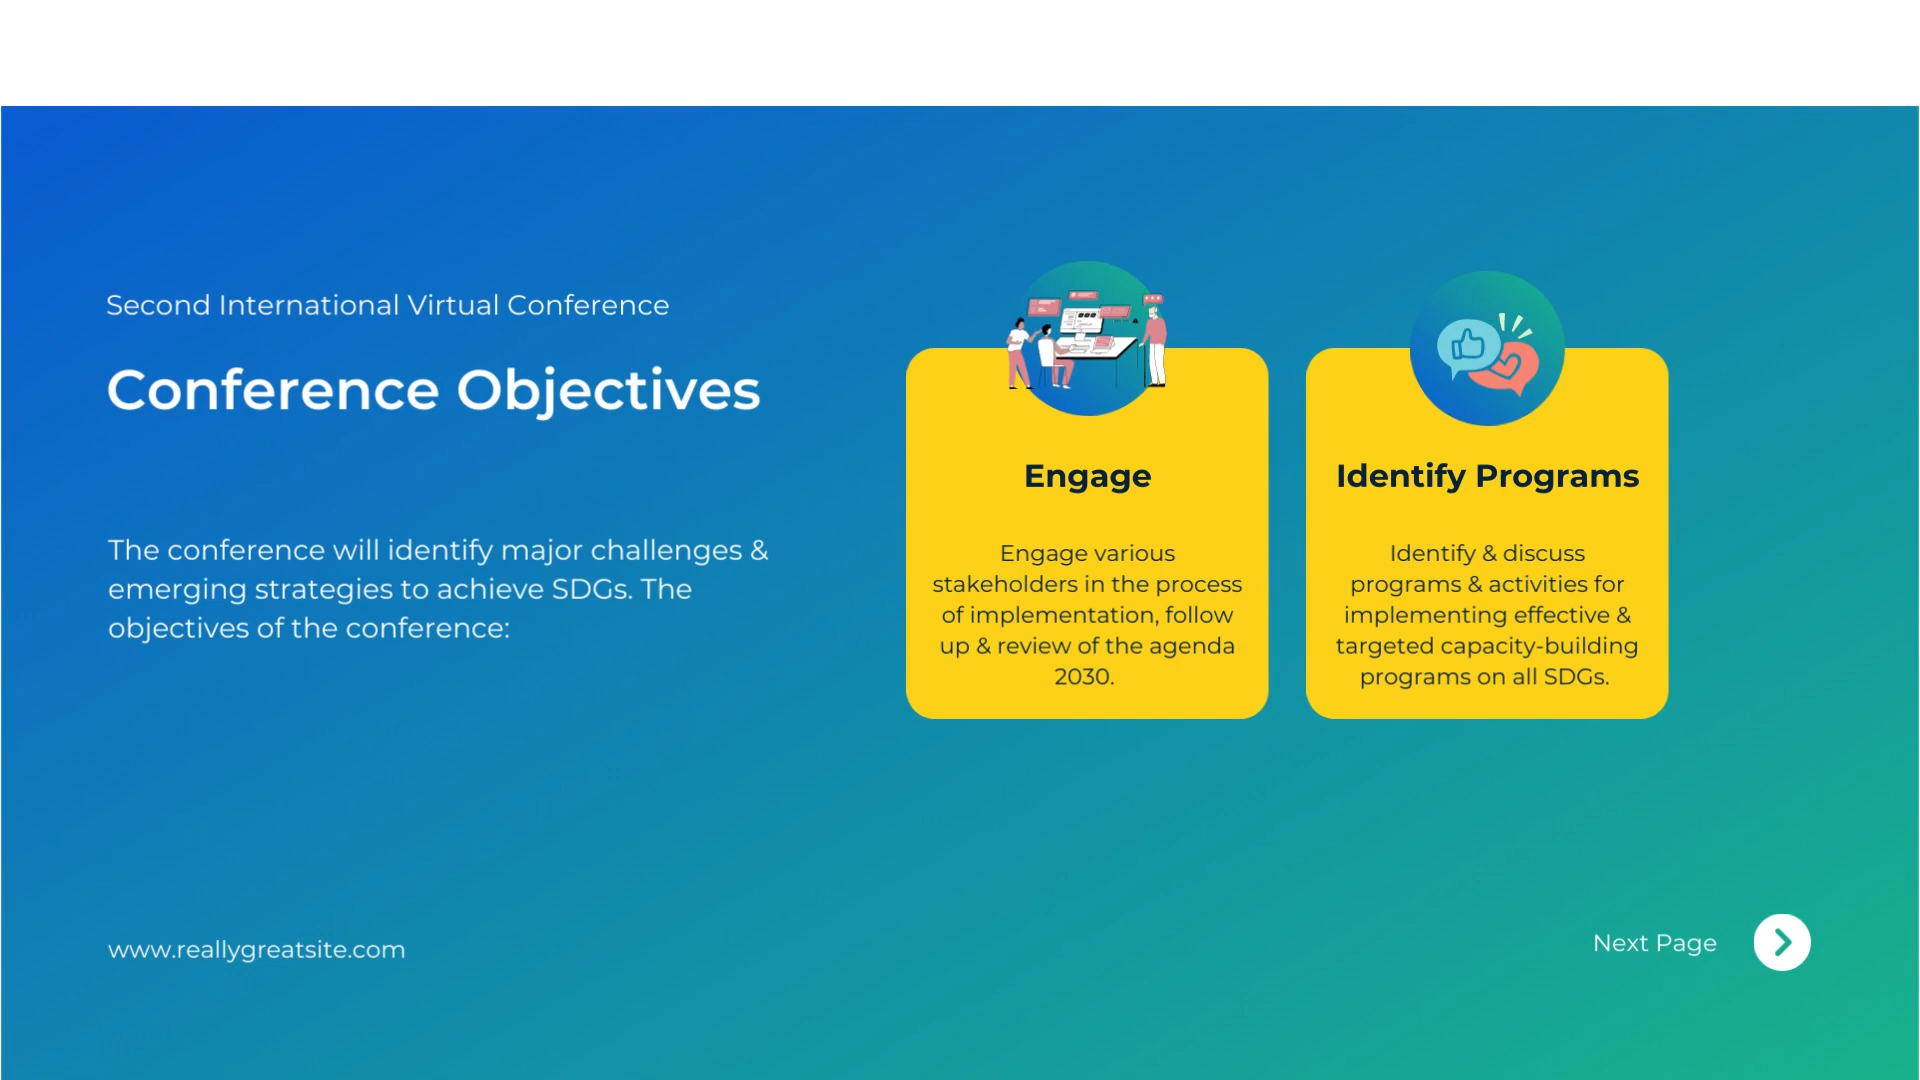 Second International Virtual Conference
Conference Objectives
The conference will identify major challenges &
emerging strategies to achieve SDGs. The
objectives of the conference:
Engage
Engage various
stakeholders in the process
of implementation, follow
up & review of the agenda
2030.
Identify Programs
Identify & discuss
programs & activities for
implementing effective &
targeted capacity-building
programs on all SDGs.
www.reallygreatsite.com
Next Page